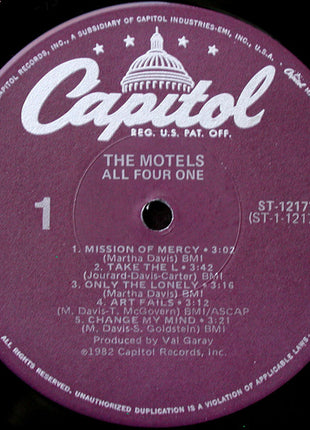 CAPITOL RECORDS, INC., A SUBSIDIARY OF CAPITOL INDUSTRIES-EMI, INC., U.S.A.
Capitol
REG. U.S. PAT. OFF.
THE MOTELS
ALL FOUR ONE
1
ST-1217
(ST-1-1217
1. MISSION OF MERCY • 3:02
(Martha Davis) BMI
2. TAKE THE L • 3:42
(Jourard-Davis-Carter) BMI
3. ONLY THE LONELY • 3:16
(Martha Davis) BMI
4. ART FAILS • 3:12
(M. Davis-T. McGovern) BMI/ASCAP
5. CHANGE MY MIND • 3:21
(M. Davis-S. Goldstein) BMI
Produced by Val Garay
©1982 Capitol Records, Inc.
ALL RIGHTS RESERVED. UNAUTHORIZED DUPLICATION IS A VIOLATION OF APPLICABLE LAWS.